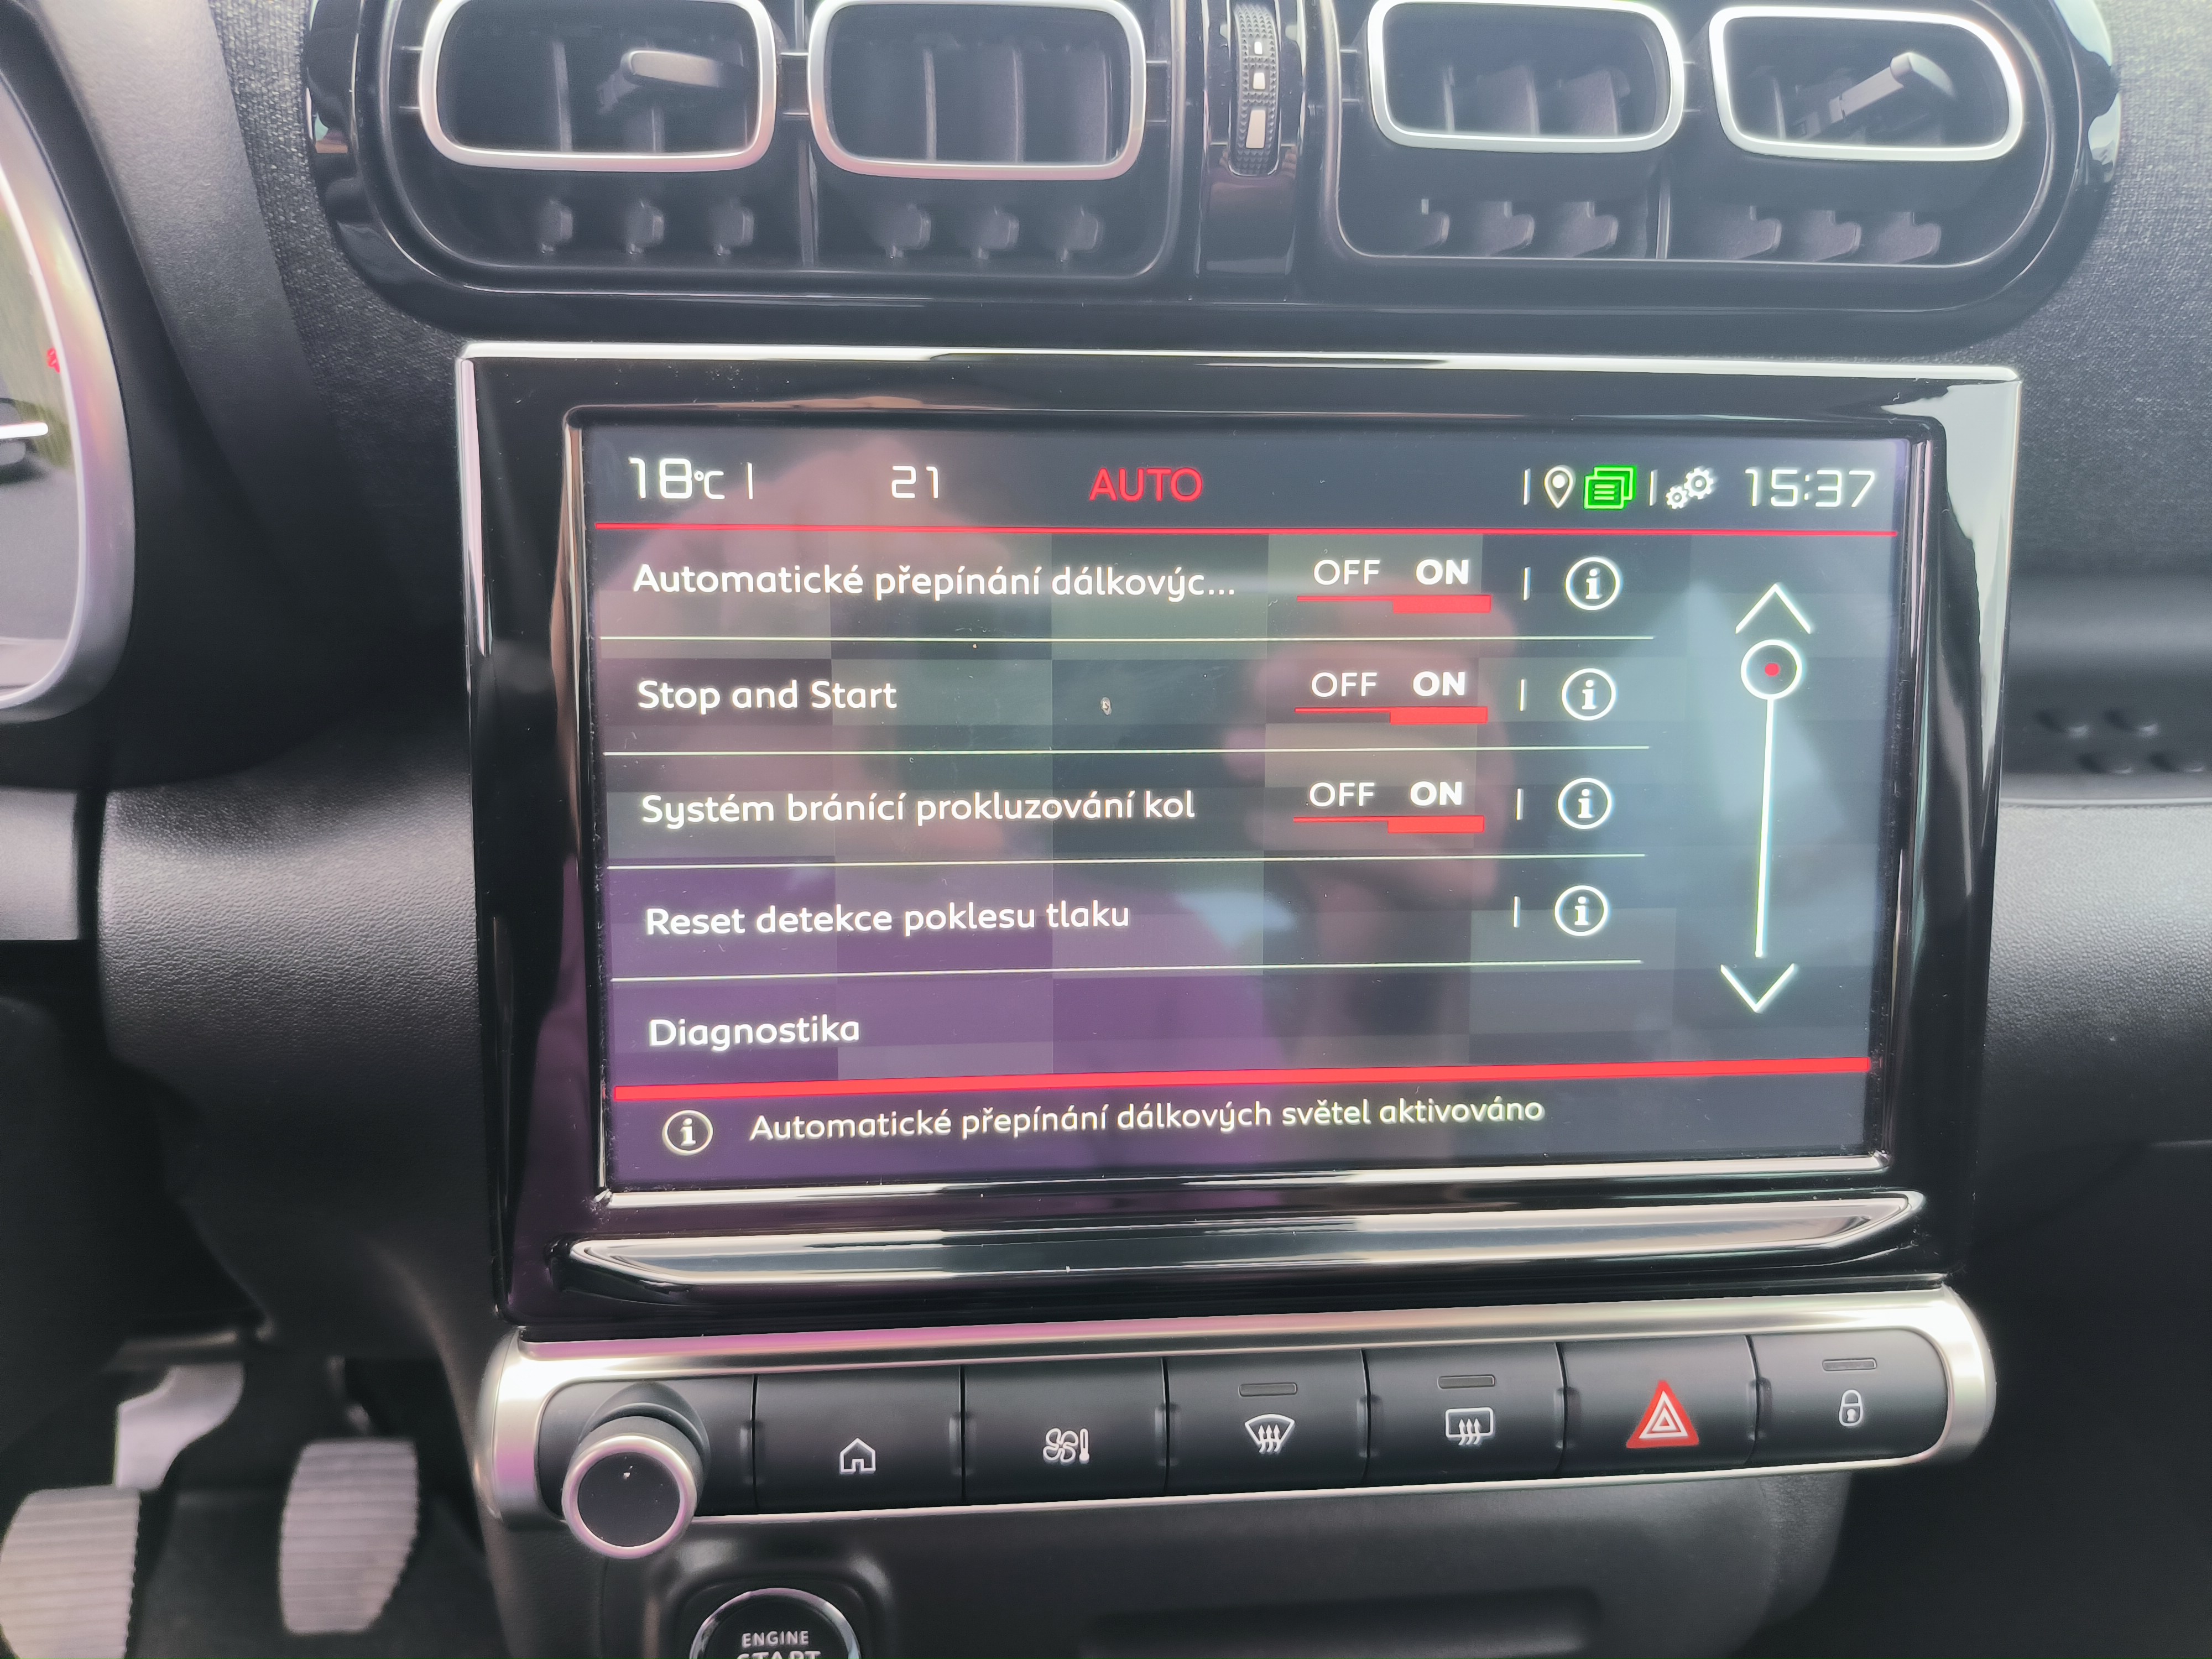 18°C 21 AUTO 15:37
Automatické přepínání dálkovýc... OFF ON
Stop and Start OFF ON
Systém bránící prokluzování kol OFF ON
Reset detekce poklesu tlaku
Diagnostika
Automatické přepínání dálkových světel aktivováno
ENGINE
START